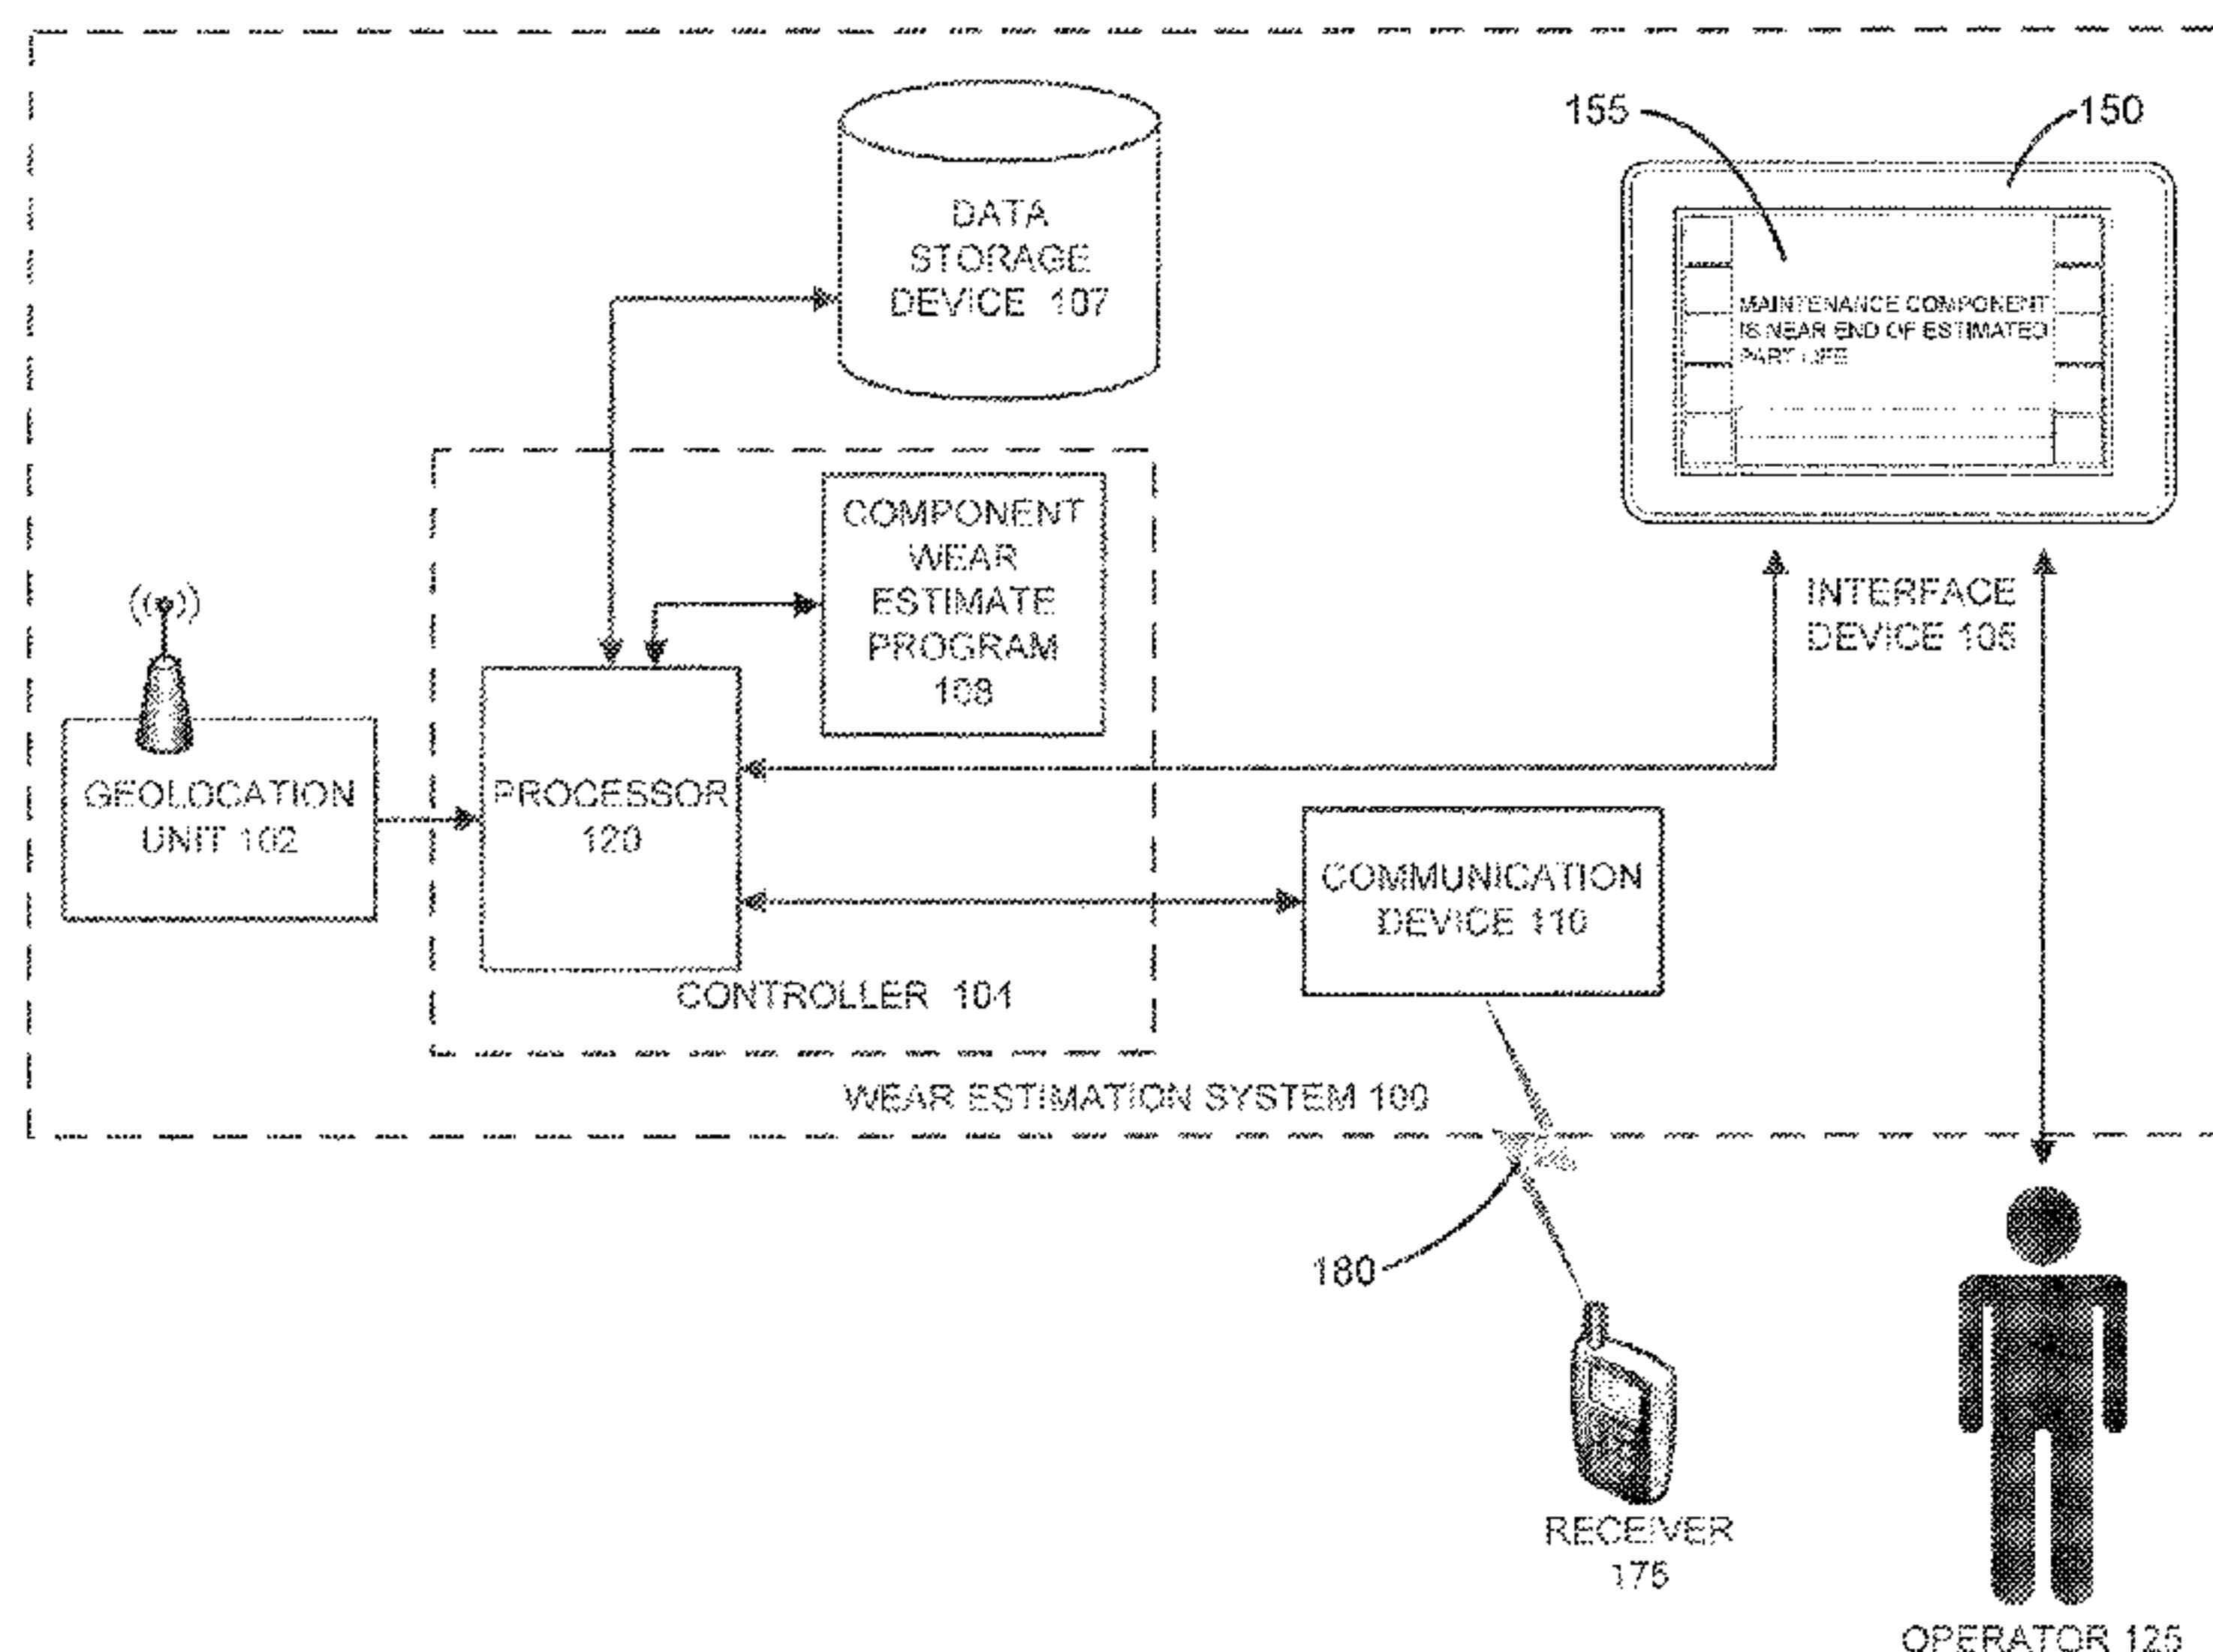 155
150
DATA
STORAGE
DEVICE 107
MAINTENANCE COMPONENT
IS NEAR END OF ESTIMATED
PART LIFE
COMPONENT
WEAR
ESTIMATE
PROGRAM
108
INTERFACE
DEVICE 106
GEOLOCATION
UNIT 102
PROCESSOR
120
COMMUNICATION
DEVICE 110
CONTROLLER 104
WEAR ESTIMATION SYSTEM 100
180
RECEIVER
175
OPERATOR 125